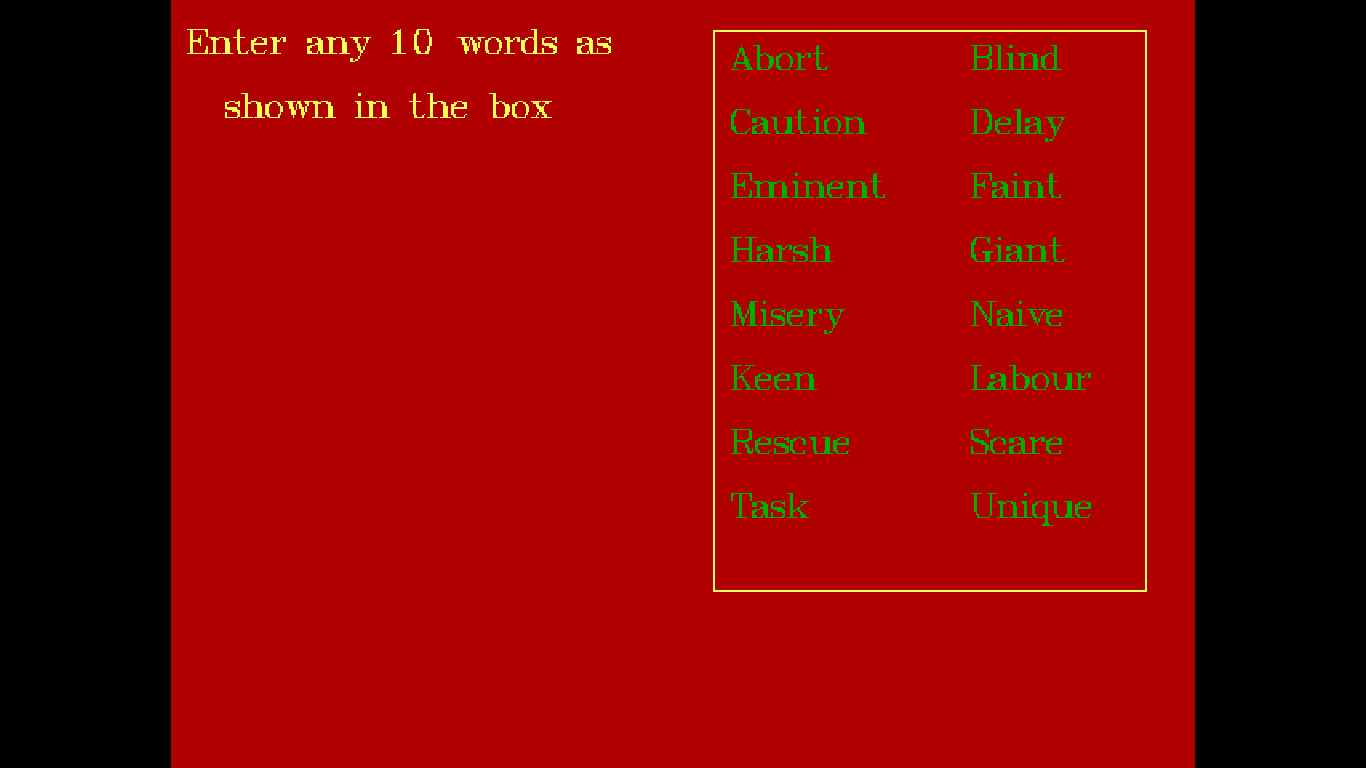 Enter any 10 words as
shown in the box
Abort Blind
Caution Delay
Eminent Faint
Harsh Giant
Misery Naive
Keen Labour
Rescue Scare
Task Unique